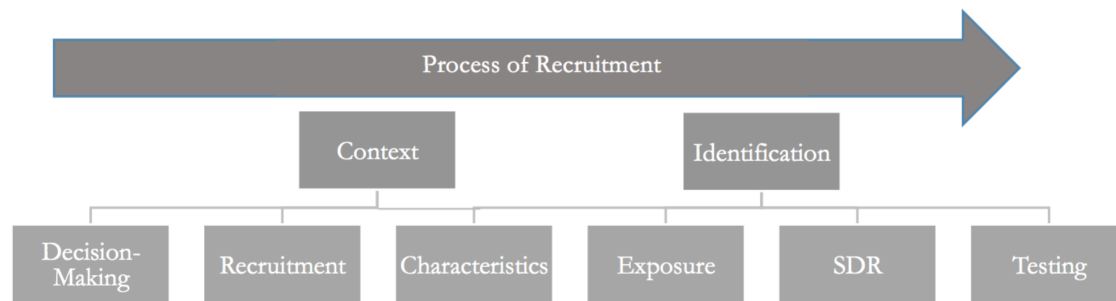 Process of Recruitment
Context
Identification
Decision-
Making
Recruitment
Characteristics
Exposure
SDR
Testing